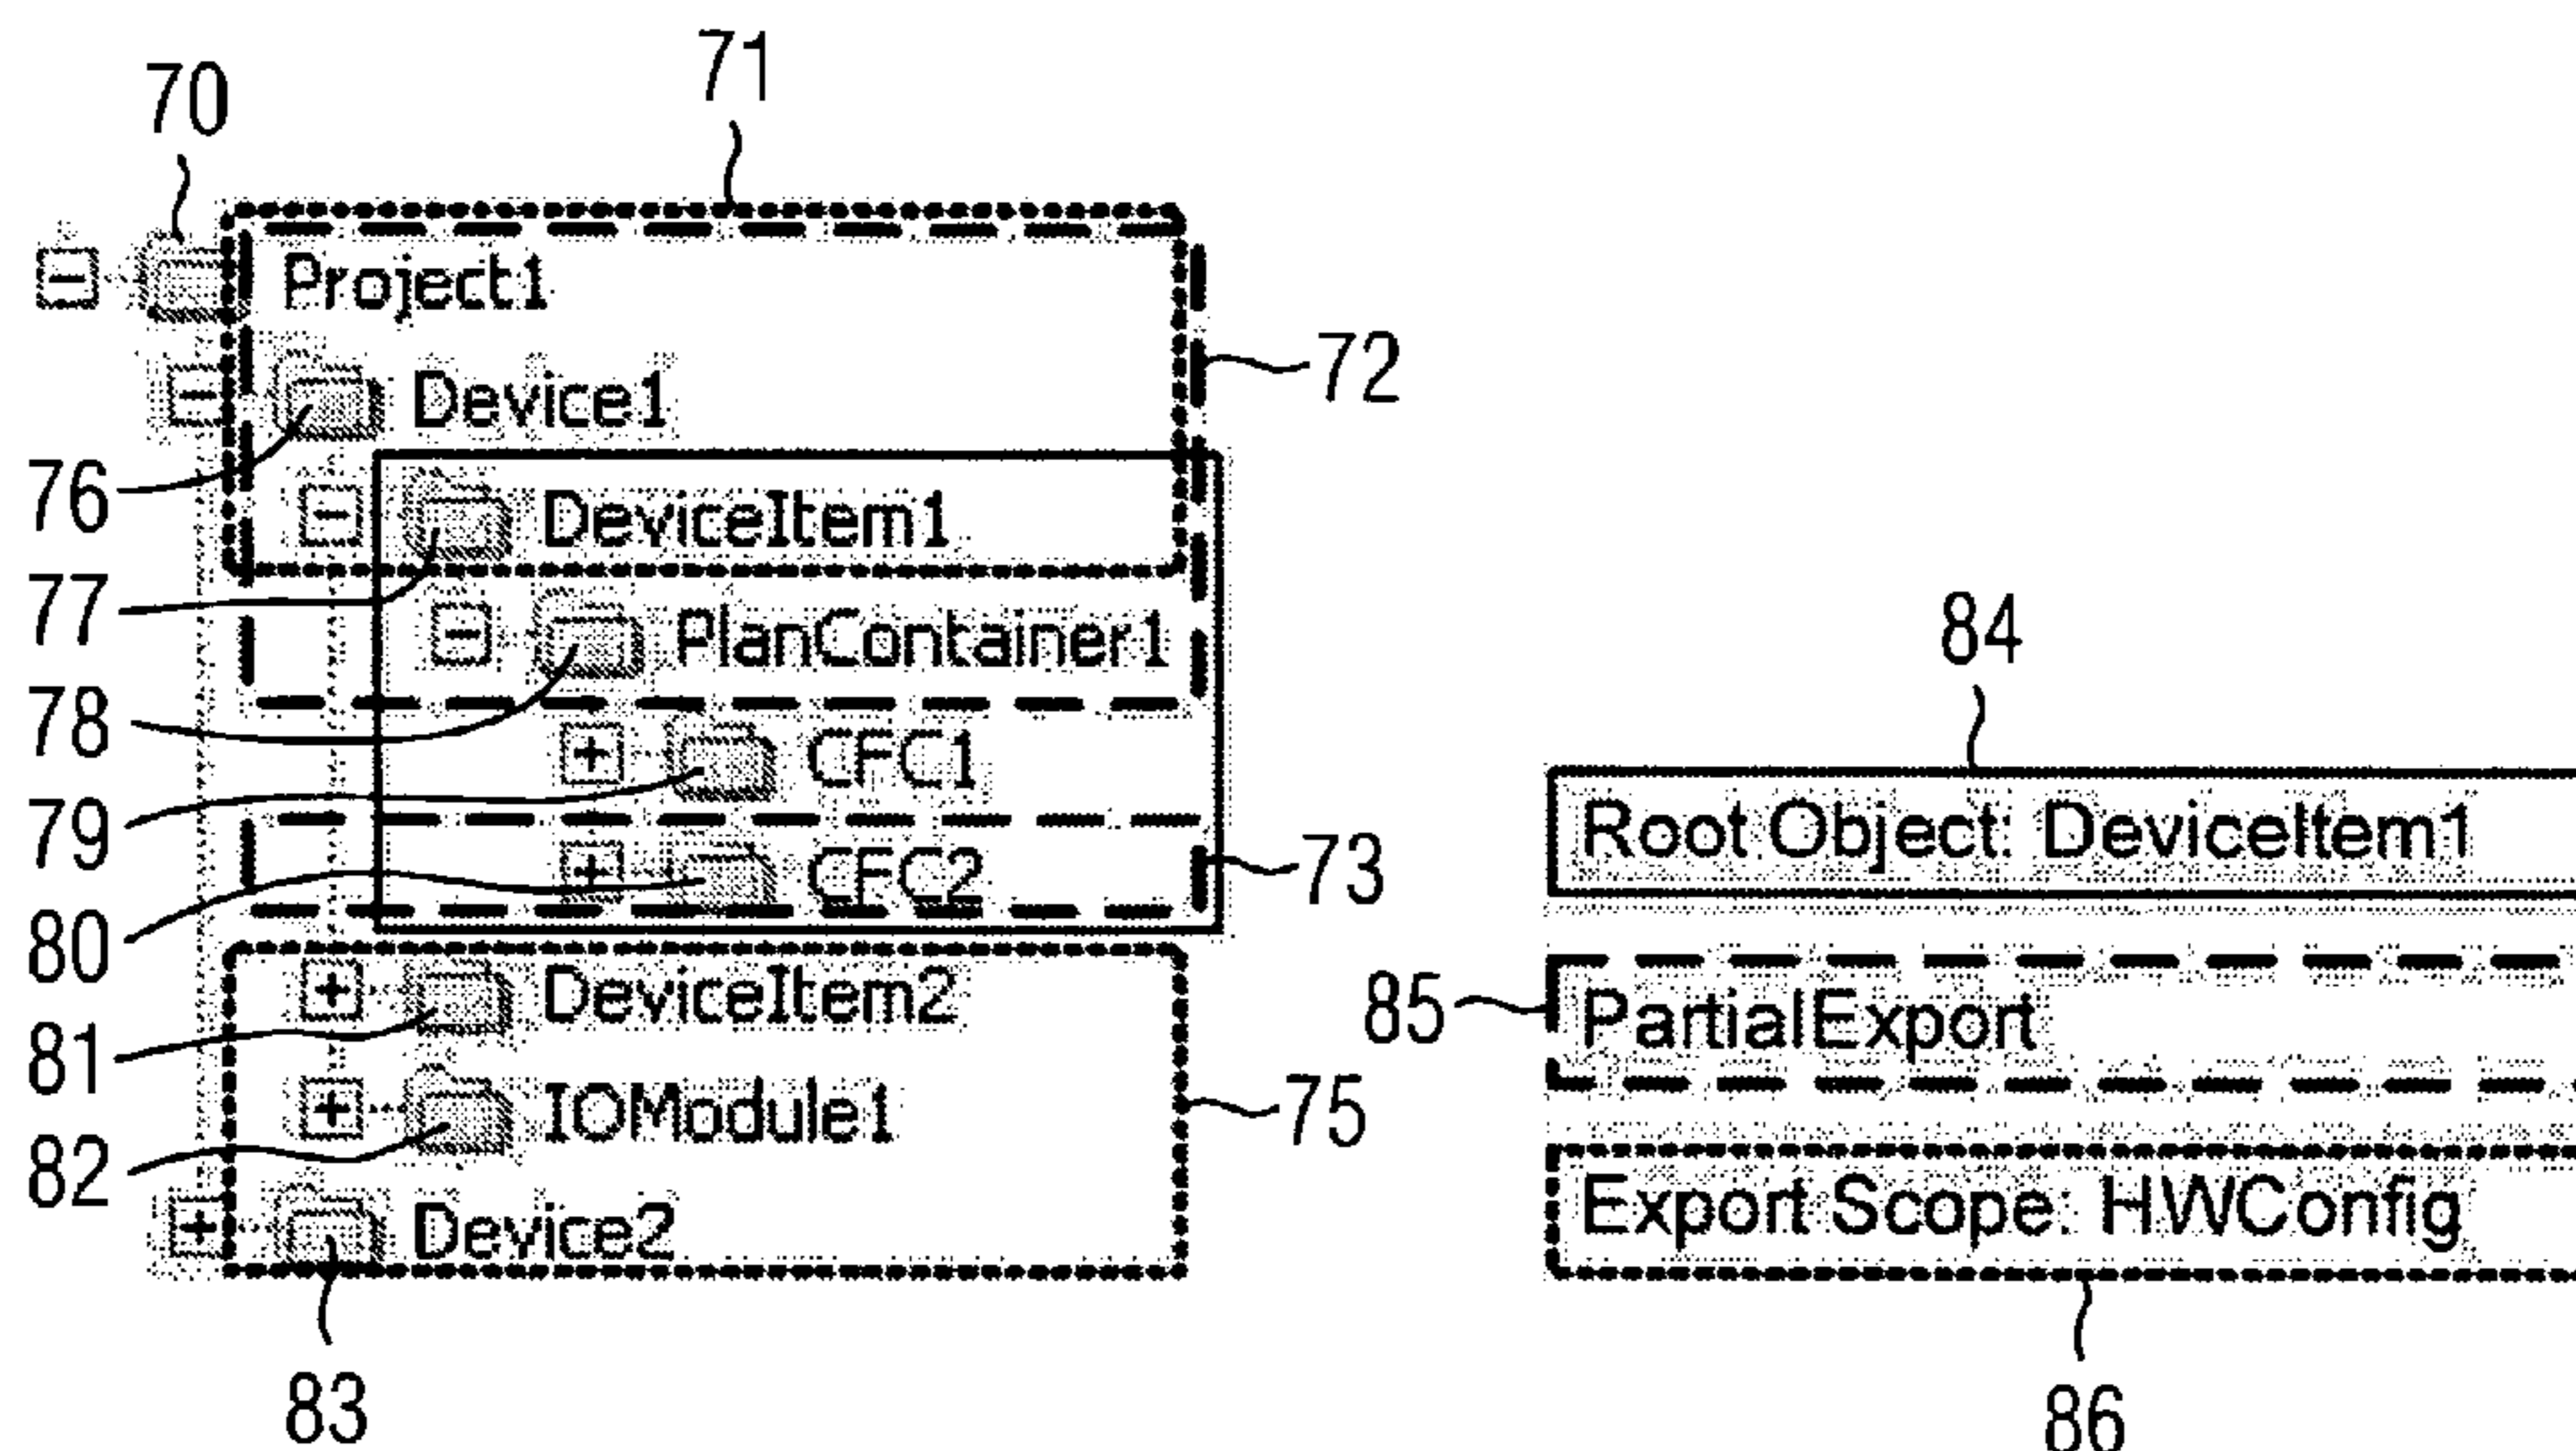 71
70
Project1
72
Device1
76
DeviceItem1
77
PlanContainer1
84
78
CFC1
79
Root Object: DeviceItem1
CFC2
73
80
DeviceItem2
85
PartialExport
81
IOModule1
75
82
Export Scope: HWConfig
Device2
83
86